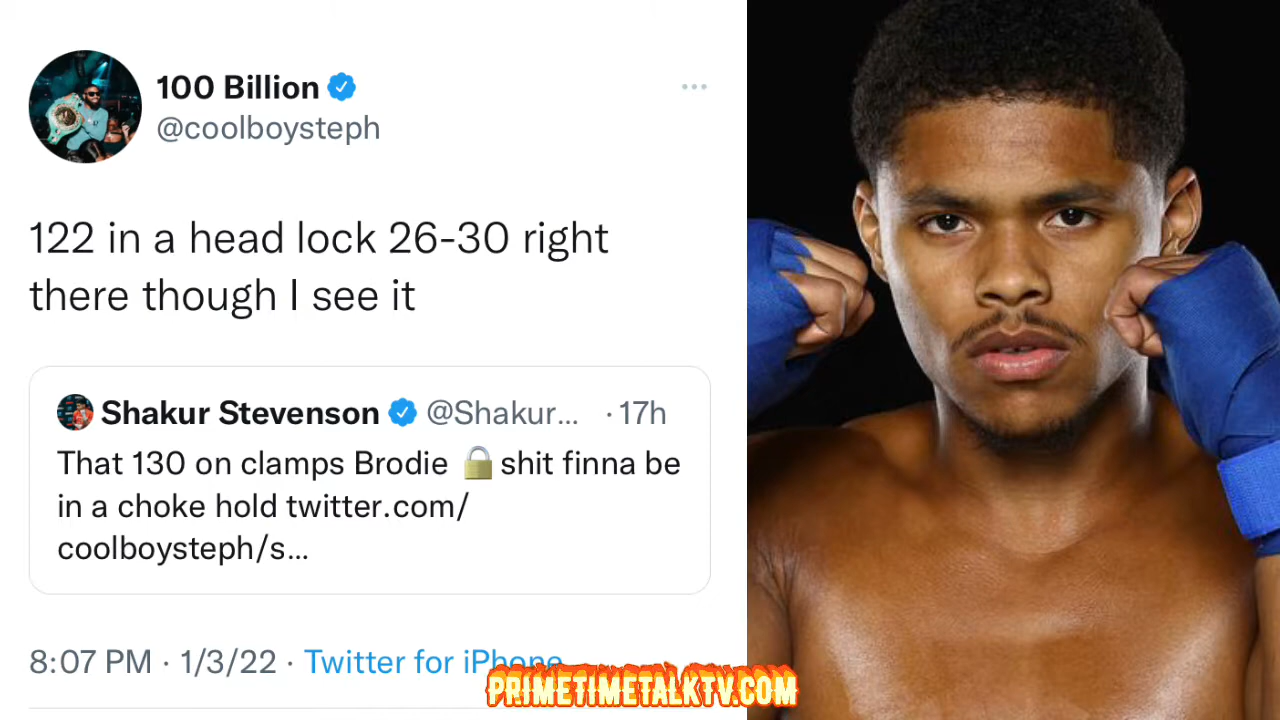 100 Billion
@coolboysteph
122 in a head lock 26-30 right
there though I see it
Shakur Stevenson @Shakur... · 17h
That 130 on clamps Brodie 🔒 shit finna be
in a choke hold twitter.com/
coolboysteph/s...
8:07 PM · 1/3/22 · Twitter for iPhone
PRIMETIMETALKTV.COM